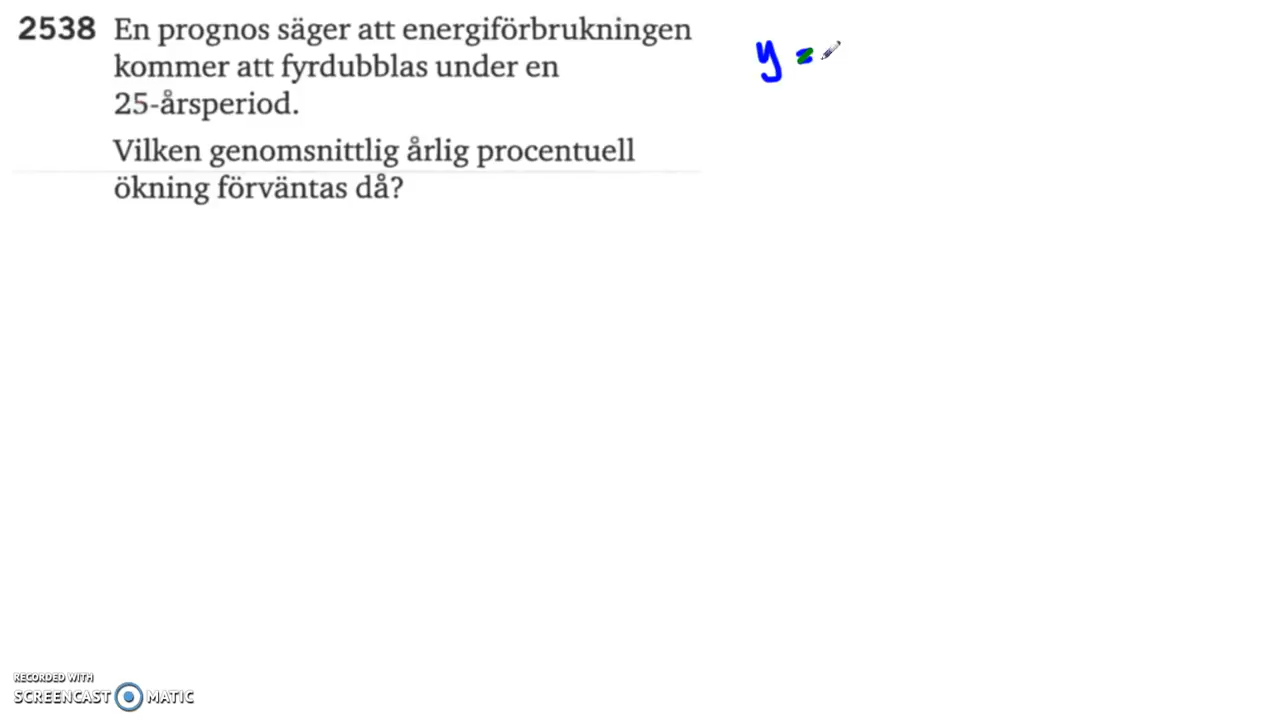 2538 En prognos säger att energiförbrukningen
kommer att fyrdubblas under en
25-årsperiod.
Vilken genomsnittlig årlig procentuell
ökning förväntas då?
y =
RECORDED WITH
SCREENCAST MATIC